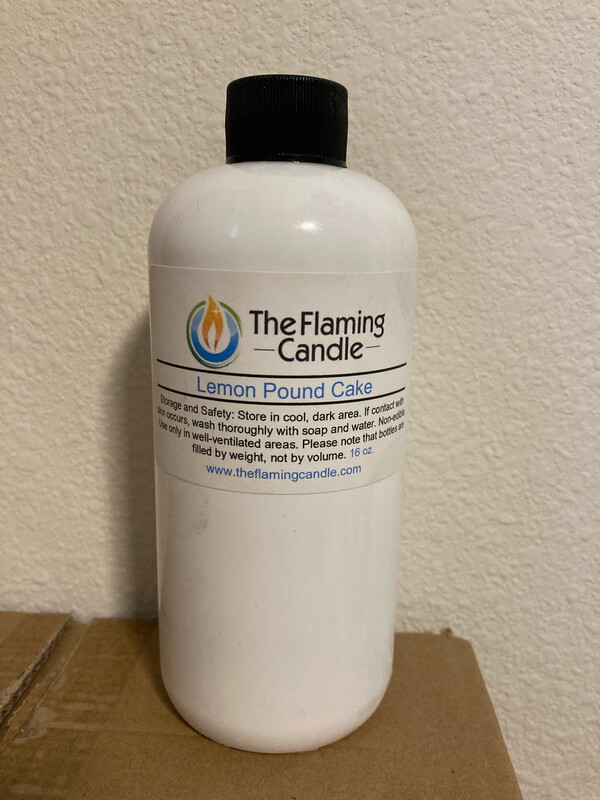 The Flaming
Candle
Lemon Pound Cake
Storage and Safety: Store in cool, dark area. If contact with
skin occurs, wash thoroughly with soap and water. Non-edible.
Use only in well-ventilated areas. Please note that bottles are
filled by weight, not by volume. 16 oz.
www.theflamingcandle.com